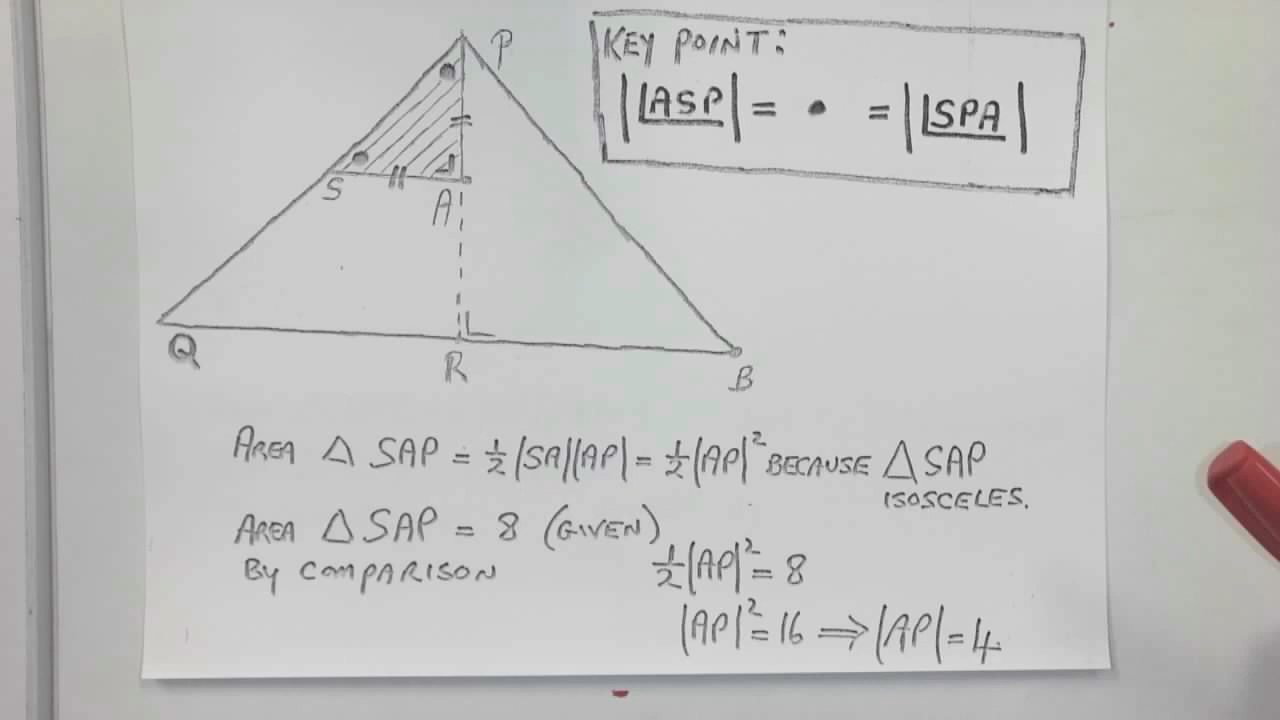 P
KEY POINT:
|∠ASP| = • = |∠SPA|
S
A
Q
R
B
AREA △ SAP = ½|SA||AP| = ½|AP|² BECAUSE △SAP
ISOSCELES.
AREA △SAP = 8 (GIVEN)
BY COMPARISON ½|AP|² = 8
|AP|² = 16 ⇒ |AP| = 4